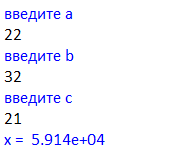 введите a
22
введите b
32
введите c
21
x =  5.914e+04